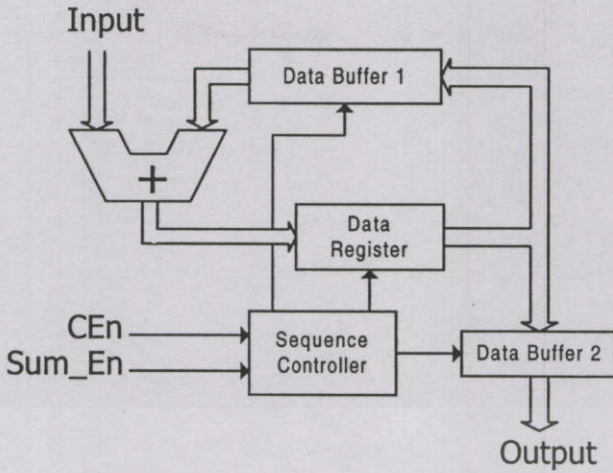 Input
Data Buffer 1
+
Data
Register
CEn
Sum_En
Sequence
Controller
Data Buffer 2
Output